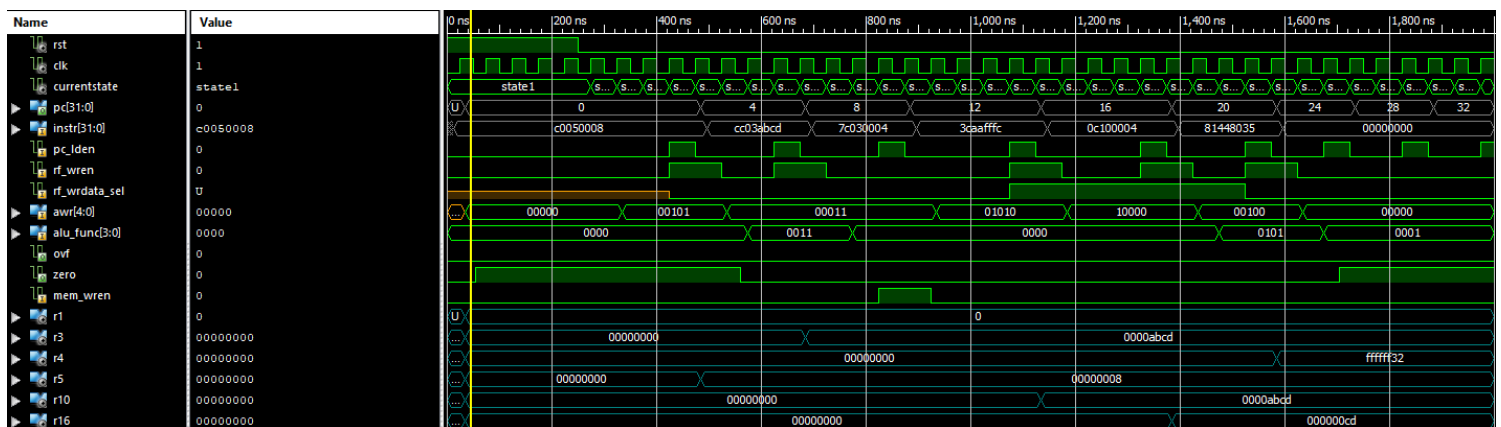 Name Value 0 ns 200 ns 400 ns 600 ns 800 ns 1,000 ns 1,200 ns 1,400 ns 1,600 ns 1,800 ns
rst 1
clk 1
currentstate state1 state1 s... s... s... s... s... s... s... s... s... s... s... s... s... s... s... s... s... s... s... s... s... s... s...
pc[31:0] 0 U 0 4 8 12 16 20 24 28 32
instr[31:0] c0050008 c0050008 cc03abcd 7c030004 3caafffc 0c100004 81448035 00000000
pc_lden 0
rf_wren 0
rf_wrdata_sel U
awr[4:0] 00000 ... 00000 00101 00011 01010 10000 00100 00000
alu_func[3:0] 0000 0000 0011 0000 0101 0001
ovf 0
zero 0
mem_wren 0
r1 0 U 0
r3 00000000 ... 00000000 0000abcd
r4 00000000 ... 00000000 ffffff32
r5 00000000 ... 00000000 00000008
r10 00000000 ... 00000000 0000abcd
r16 00000000 ... 00000000 000000cd